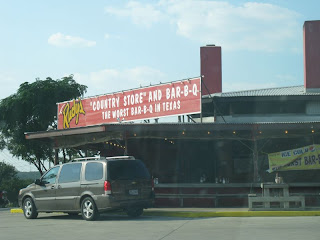 Rudy's
"COUNTRY STORE" AND BAR-B-Q
THE WORST BAR-B-Q IN TEXAS